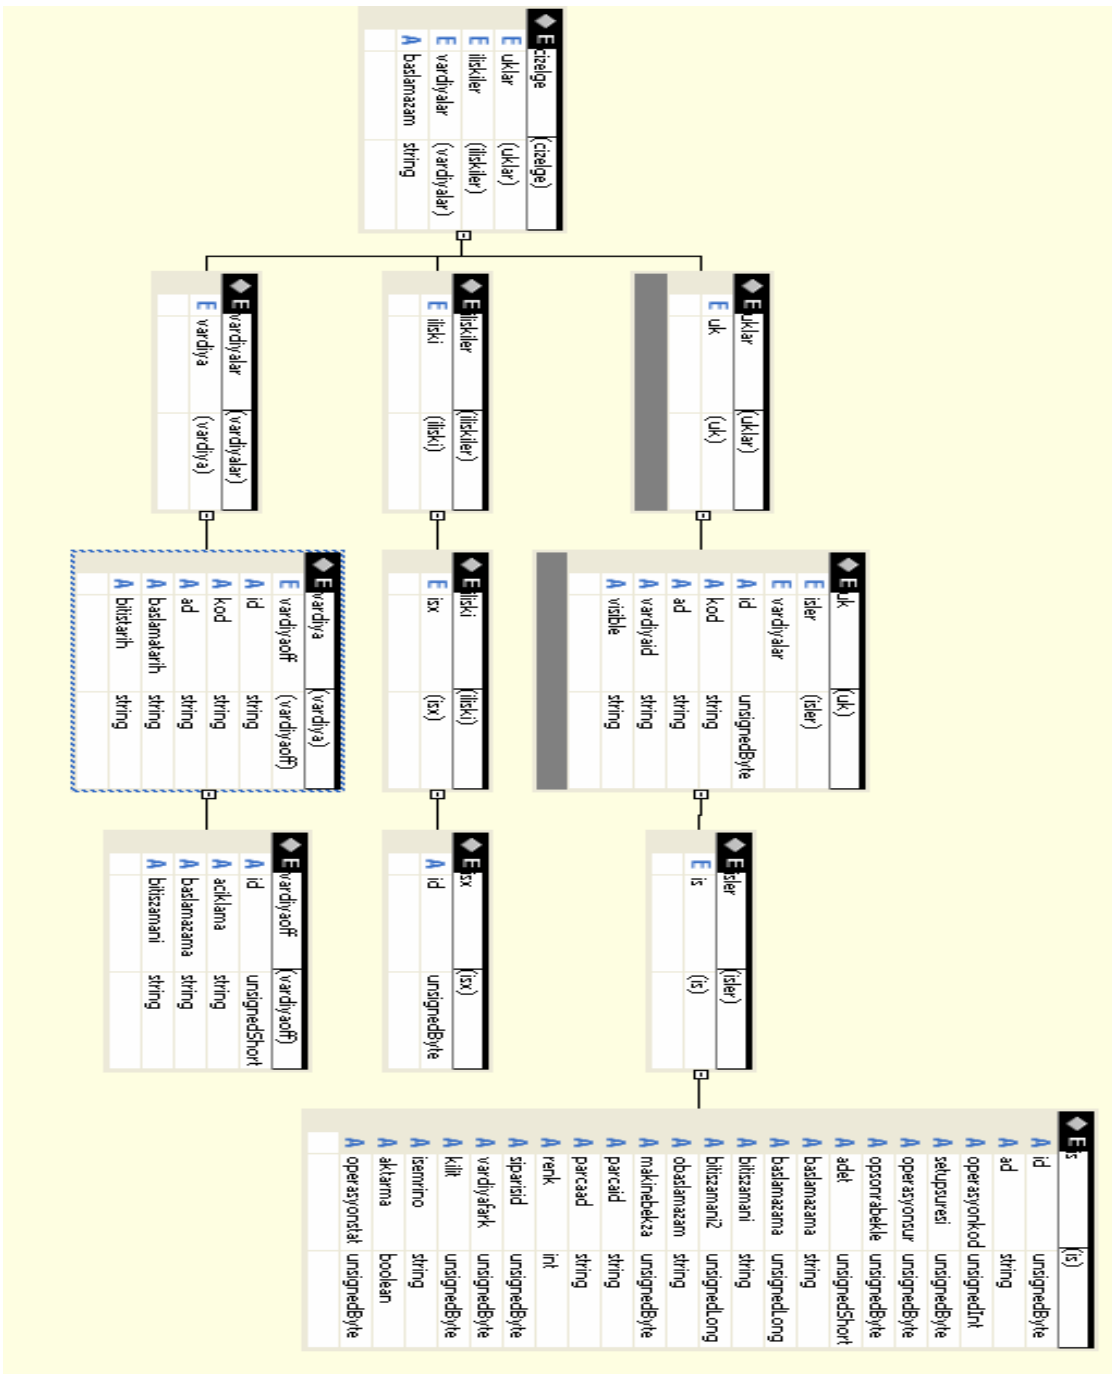 E cizelge (cizelge)
E uklar (uklar)
E iliskiler (iliskiler)
E vardiyalar (vardiyalar)
A baslamazam string
E uklar (uklar)
E uk (uk)
E iliskiler (iliskiler)
E iliski (iliski)
E vardiyalar (vardiyalar)
E vardiya (vardiya)
E uk (uk)
E isler (isler)
E vardiyalar
A id unsignedByte
A kod string
A ad string
A vardiyaid string
A visible string
E iliski (iliski)
E isx (isx)
E vardiya (vardiya)
E vardiyaoff (vardiyaoff)
A id string
A kod string
A ad string
A baslamatarih string
A bitistarih string
E isler (isler)
E is (is)
E isx (isx)
A id unsignedByte
E vardiyaoff (vardiyaoff)
A id unsignedShort
A aciklama string
A baslamazama string
A bitiszamani string
E is (is)
A id unsignedByte
A ad string
A operasyonkod unsignedInt
A setupsuresi unsignedByte
A operasyonsur unsignedByte
A opsonrabekle unsignedByte
A adet unsignedShort
A baslamazama string
A baslamazama unsignedLong
A bitiszamani string
A bitiszamani2 unsignedLong
A obaslamazam string
A makinebekza unsignedByte
A parcaid string
A parcaad string
A renk int
A siparisid unsignedByte
A vardiyafark unsignedByte
A kilit unsignedByte
A isemrino string
A aktarma boolean
A operasyonstat unsignedByte